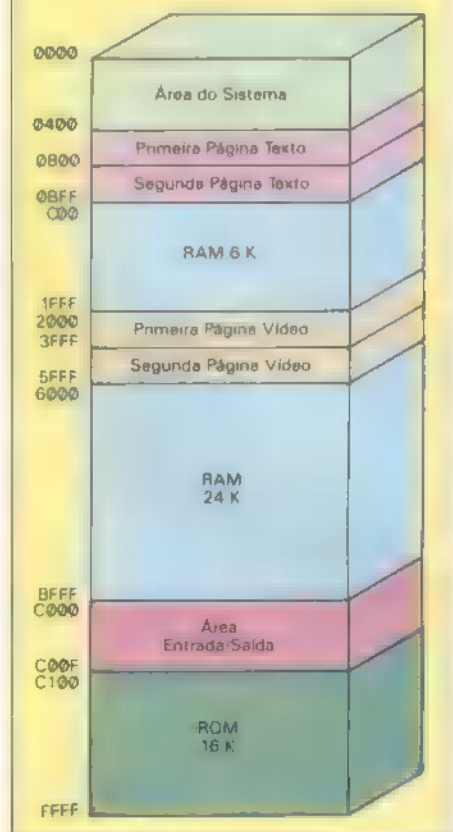 0000
Área do Sistema
0400
Primeira Página Texto
0800
Segunda Página Texto
0BFF
C00
RAM 6 K
1FFF
2000
Primeira Página Vídeo
3FFF
Segunda Página Vídeo
5FFF
6000
RAM
24 K
BFFF
C000
Área
Entrada-Saída
C00F
C100
ROM
16 K
FFFF